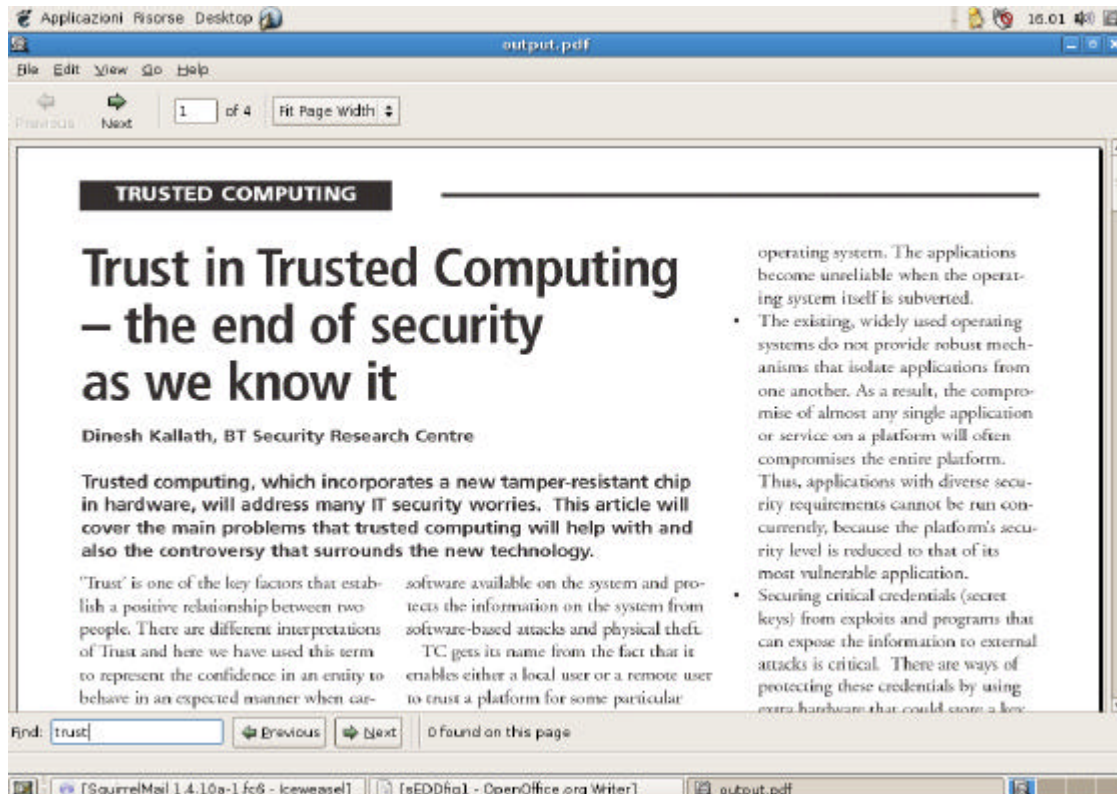 Applicazioni Risorse Desktop 16.01
output.pdf
File Edit View Go Help
Previous Next 1 of 4 Fit Page Width
TRUSTED COMPUTING
Trust in Trusted Computing
– the end of security
as we know it
Dinesh Kallath, BT Security Research Centre
Trusted computing, which incorporates a new tamper-resistant chip
in hardware, will address many IT security worries. This article will
cover the main problems that trusted computing will help with and
also the controversy that surrounds the new technology.
'Trust' is one of the key factors that estab-
lish a positive relationship between two
people. There are different interpretations
of Trust and here we have used this term
to represent the confidence in an entity to
behave in an expected manner when car-
software available on the system and pro-
tects the information on the system from
software-based attacks and physical theft.
TC gets its name from the fact that it
enables either a local user or a remote user
to trust a platform for some particular
operating system. The applications
become unreliable when the operat-
ing system itself is subverted.
• The existing, widely used operating
systems do not provide robust mech-
anisms that isolate applications from
one another. As a result, the compro-
mise of almost any single application
or service on a platform will often
compromises the entire platform.
Thus, applications with diverse secu-
rity requirements cannot be run con-
currently, because the platform's secu-
rity level is reduced to that of its
most vulnerable application.
• Securing critical credentials (secret
keys) from exploits and programs that
can expose the information to external
attacks is critical. There are ways of
protecting these credentials by using
extra hardware that could store a key
Find: trust Previous Next 0 found on this page
[SquirrelMail 1.4.10a-1.fc6 - Iceweasel] [sEDDfig1 - OpenOffice.org Writer] output.pdf